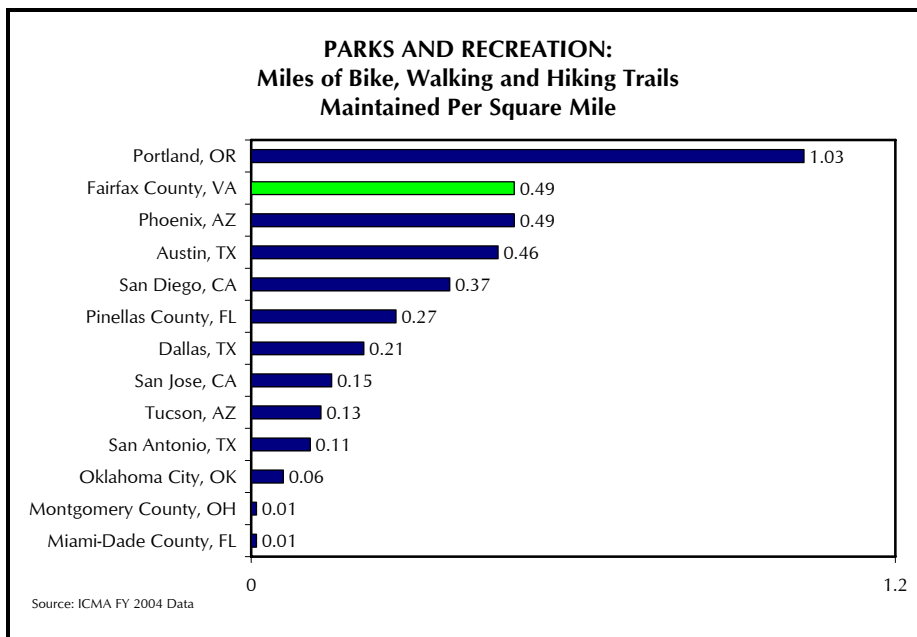 PARKS AND RECREATION:
Miles of Bike, Walking and Hiking Trails
Maintained Per Square Mile
Portland, OR 1.03
Fairfax County, VA 0.49
Phoenix, AZ 0.49
Austin, TX 0.46
San Diego, CA 0.37
Pinellas County, FL 0.27
Dallas, TX 0.21
San Jose, CA 0.15
Tucson, AZ 0.13
San Antonio, TX 0.11
Oklahoma City, OK 0.06
Montgomery County, OH 0.01
Miami-Dade County, FL 0.01
0 1.2
Source: ICMA FY 2004 Data